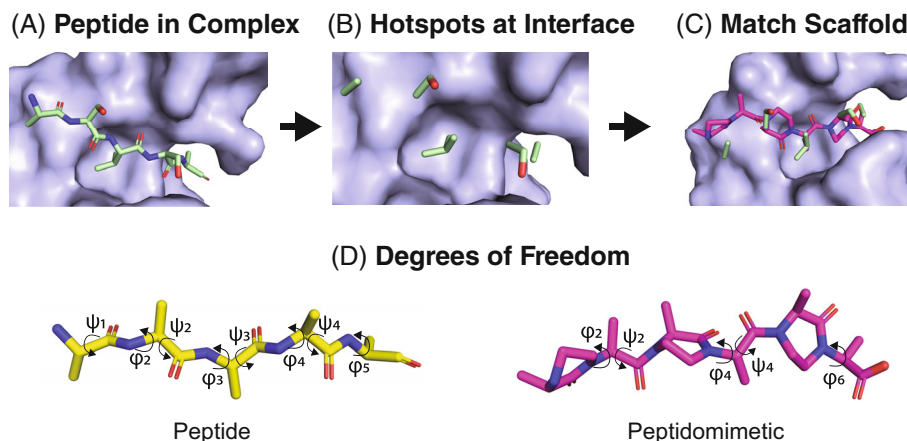 (A) Peptide in Complex
(B) Hotspots at Interface
(C) Match Scaffold
(D) Degrees of Freedom
ψ1
φ2
ψ2
φ3
ψ3
φ4
ψ4
φ5
φ2
ψ2
φ4
ψ4
φ6
Peptide
Peptidomimetic